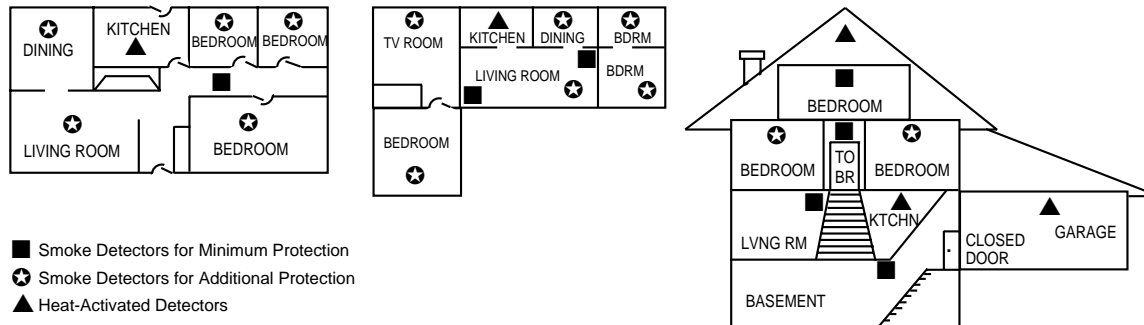 DINING
KITCHEN
BEDROOM
BEDROOM
LIVING ROOM
BEDROOM
TV ROOM
KITCHEN
DINING
BDRM
LIVING ROOM
BDRM
BEDROOM
BEDROOM
BEDROOM
TO
BR
BEDROOM
LVNG RM
KTCHN
CLOSED
DOOR
GARAGE
BASEMENT
Smoke Detectors for Minimum Protection
Smoke Detectors for Additional Protection
Heat-Activated Detectors